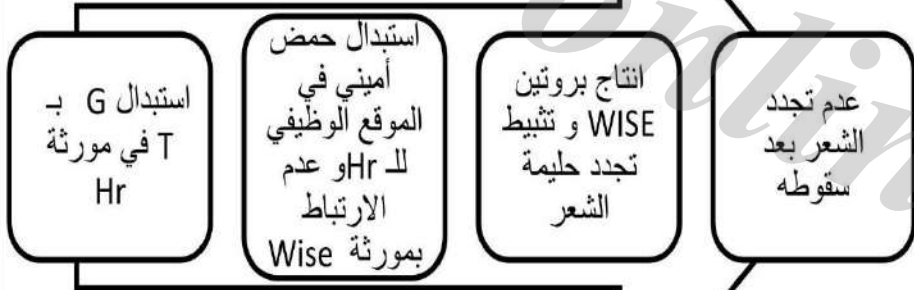 استبدال G بـ
T في مورثة
Hr
استبدال حمض
أميني في
الموقع الوظيفي
للـ Hrو عدم
الارتباط
بمورثة Wise
انتاج بروتين
WISE و تثبيط
تجدد حليمة
الشعر
عدم تجدد
الشعر بعد
سقوطه